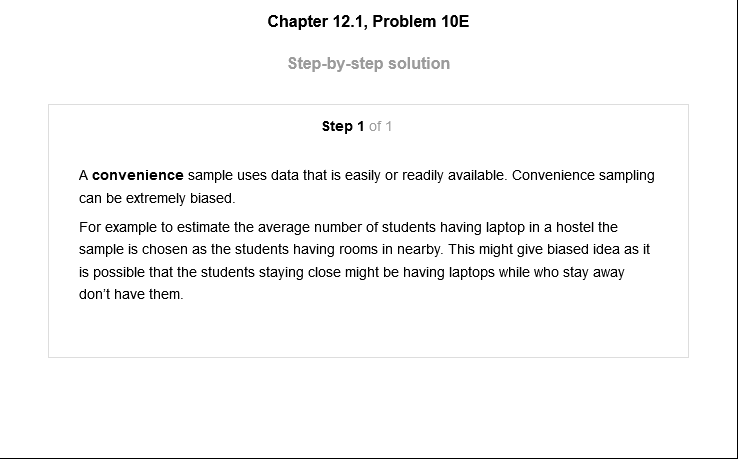 Chapter 12.1, Problem 10E
Step-by-step solution
Step 1 of 1
A convenience sample uses data that is easily or readily available. Convenience sampling
can be extremely biased.
For example to estimate the average number of students having laptop in a hostel the
sample is chosen as the students having rooms in nearby. This might give biased idea as it
is possible that the students staying close might be having laptops while who stay away
don’t have them.